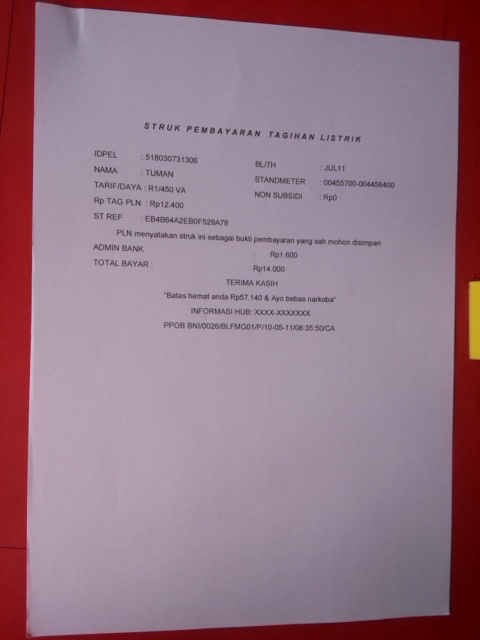 STRUK PEMBAYARAN TAGIHAN LISTRIK
IDPEL : 518030731306 BL/TH : JUL11
NAMA : TUMAN STANDMETER : 00455700-004458400
TARIF/DAYA : R1/450 VA NON SUBSIDI : Rp0
Rp TAG PLN : Rp12.400
ST REF : EB4B64A2EB0F529A78
PLN menyatakan struk ini sebagai bukti pembayaran yang sah mohon disimpan
ADMIN BANK : Rp1.600
TOTAL BAYAR : Rp14.000
TERIMA KASIH
"Batas hemat anda Rp57.140 & Ayo bebas narkoba"
INFORMASI HUB: XXXX-XXXXXXX
PPOB BNI/0026/BLFMG01/P/10-05-11/08:35:50/CA